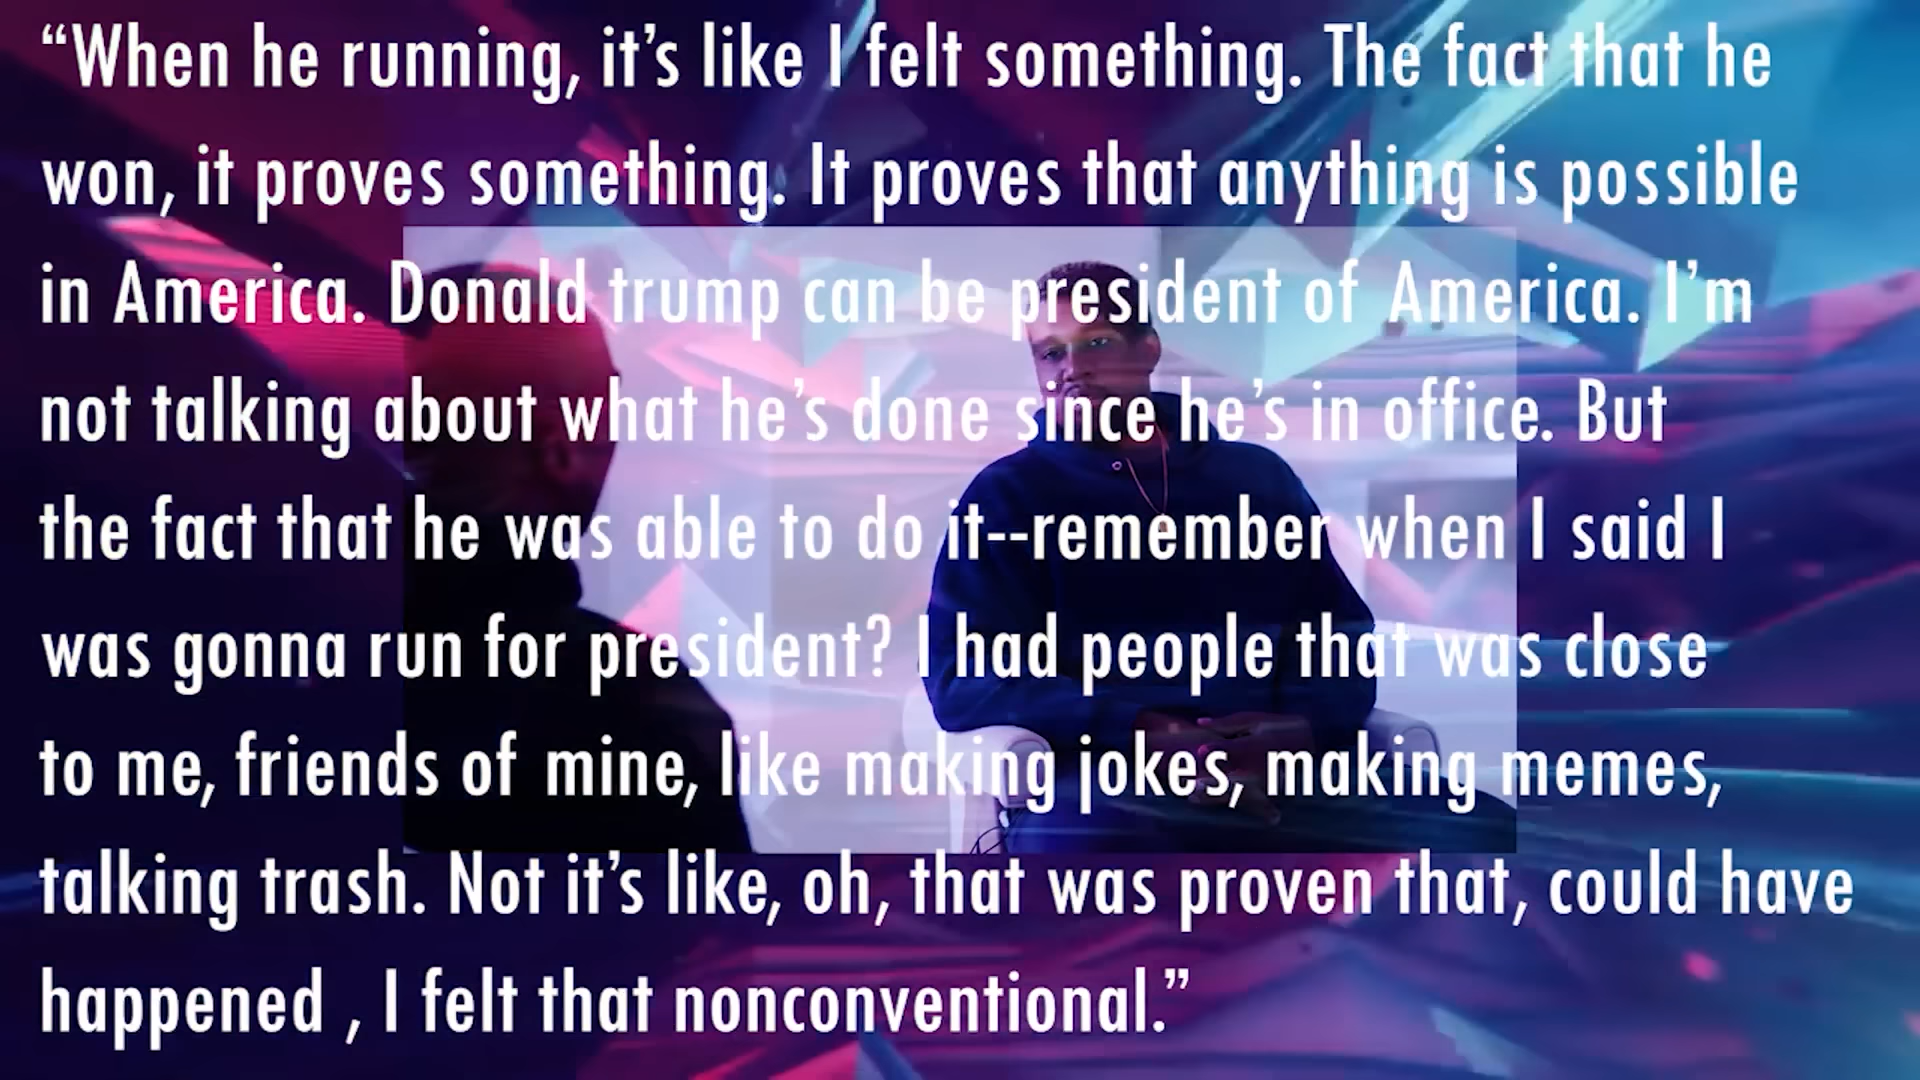 “When he running, it’s like I felt something. The fact that he
won, it proves something. It proves that anything is possible
in America. Donald trump can be president of America. I’m
not talking about what he’s done since he’s in office. But
the fact that he was able to do it--remember when I said I
was gonna run for president? I had people that was close
to me, friends of mine, like making jokes, making memes,
talking trash. Not it’s like, oh, that was proven that, could have
happened , I felt that nonconventional.”